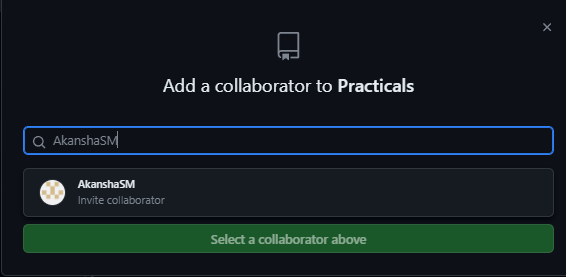 Add a collaborator to Practicals
AkanshaSM
AkanshaSM
Invite collaborator
Select a collaborator above